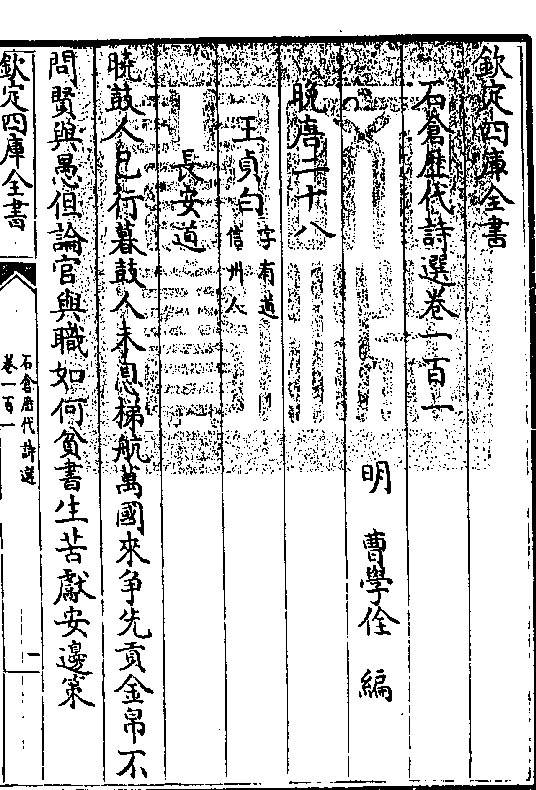 欽定四庫全書
石倉歴代詩選卷一百一
明 曹學佺 編
晚唐二十八
王貞白字有道信州人
長安道
曉鼓人已行暮鼓人未息梯航萬國來争先貢金帛不
問賢與愚但論官與職如何貧書生苦獻安邊策
欽定四庫全書
石倉歴代詩選
卷一百一
一